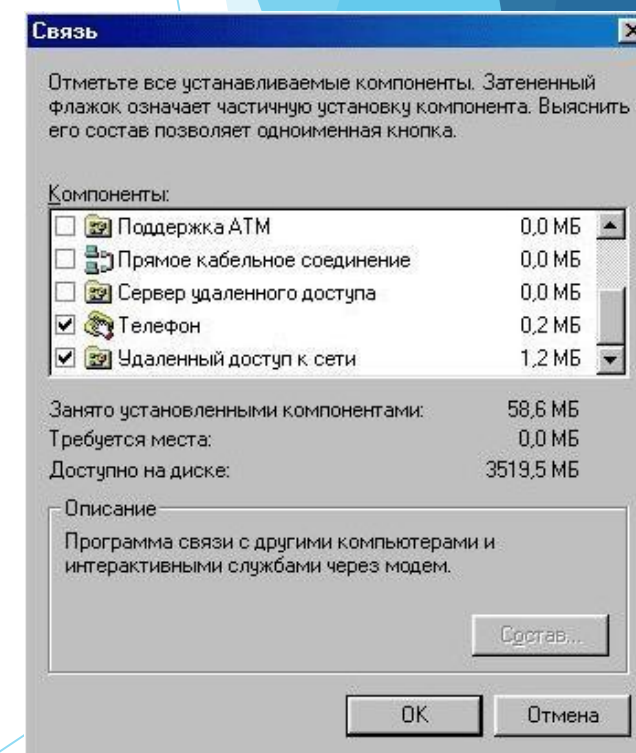 Связь
Отметьте все устанавливаемые компоненты. Затененный
флажок означает частичную установку компонента. Выяснить
его состав позволяет одноименная кнопка.
Компоненты:
Поддержка ATM 0,0 МБ
Прямое кабельное соединение 0,0 МБ
Сервер удаленного доступа 0,0 МБ
Телефон 0,2 МБ
Удаленный доступ к сети 1,2 МБ
Занято установленными компонентами: 58,6 МБ
Требуется места: 0,0 МБ
Доступно на диске: 3519,5 МБ
Описание
Программа связи с другими компьютерами и
интерактивными службами через модем.
Состав...
OK Отмена